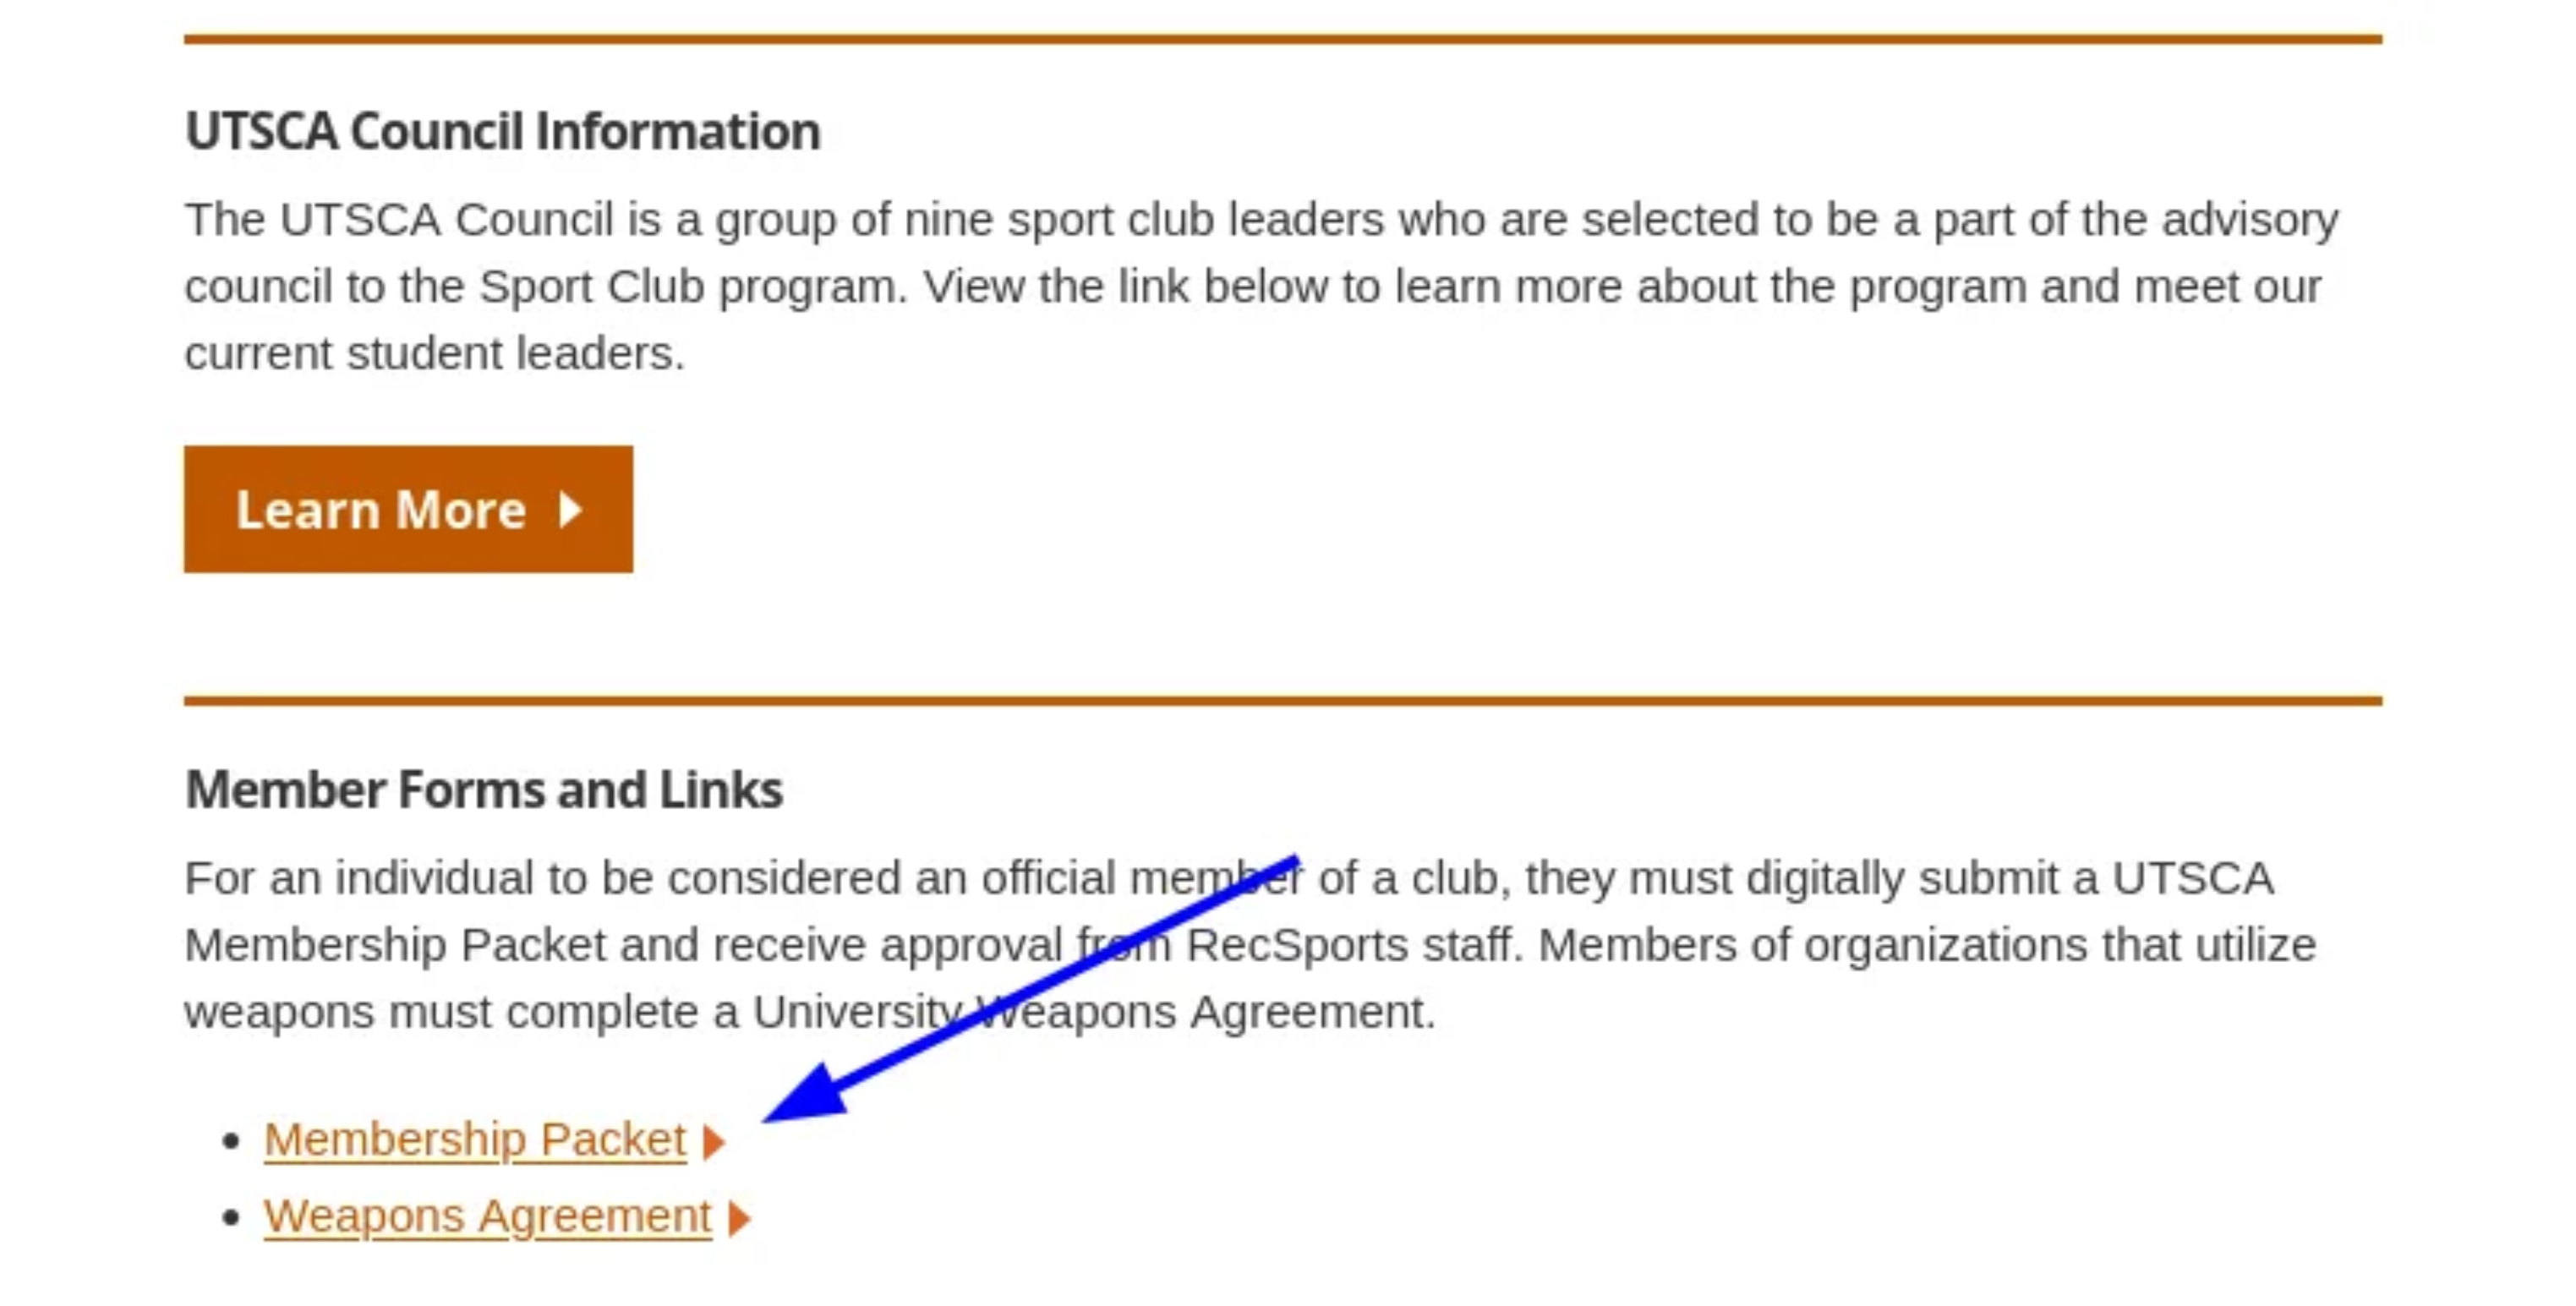 UTSCA Council Information
The UTSCA Council is a group of nine sport club leaders who are selected to be a part of the advisory
council to the Sport Club program. View the link below to learn more about the program and meet our
current student leaders.
Learn More
Member Forms and Links
For an individual to be considered an official member of a club, they must digitally submit a UTSCA
Membership Packet and receive approval from RecSports staff. Members of organizations that utilize
weapons must complete a University Weapons Agreement.
Membership Packet
Weapons Agreement